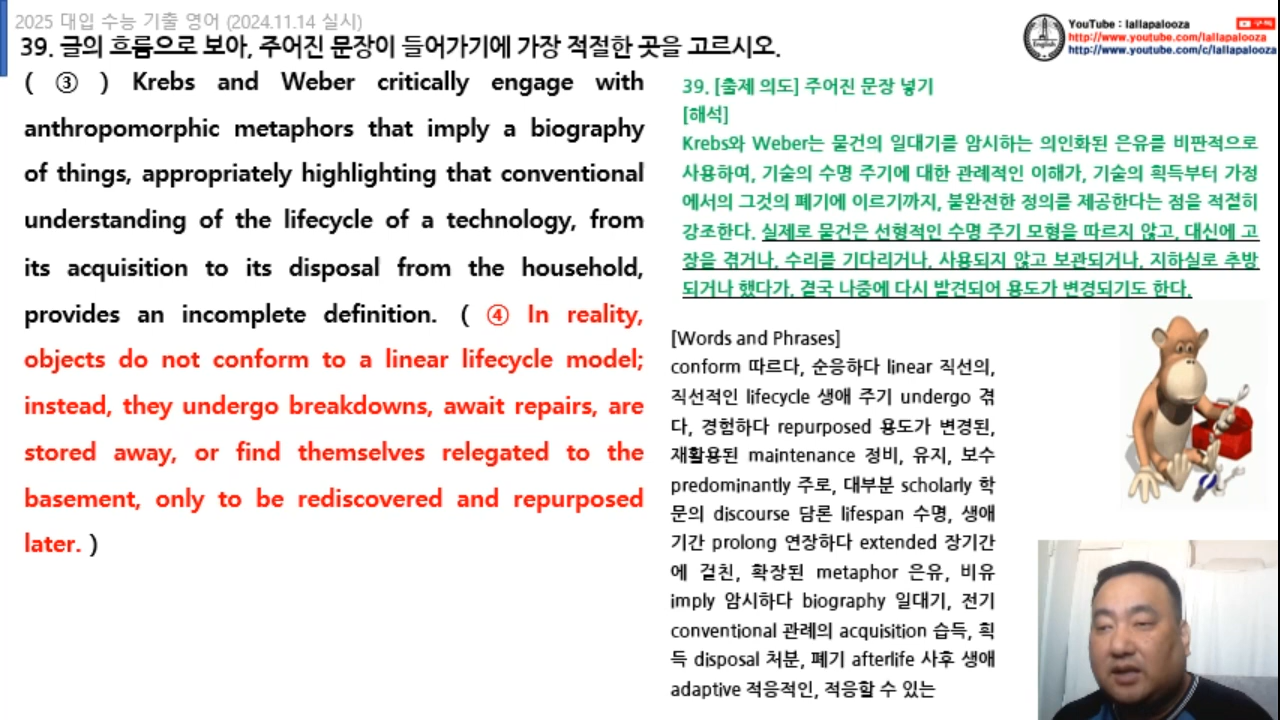 2025 대입 수능 기출 영어 (2024.11.14 실시)
39. 글의 흐름으로 보아, 주어진 문장이 들어가기에 가장 적절한 곳을 고르시오.
YouTube : lallapalooza
http://www.youtube.com/lallapalooza
http://www.youtube.com/c/lallapalooza
구독
English
( ③ ) Krebs and Weber critically engage with
anthropomorphic metaphors that imply a biography
of things, appropriately highlighting that conventional
understanding of the lifecycle of a technology, from
its acquisition to its disposal from the household,
provides an incomplete definition. ( ④ In reality,
objects do not conform to a linear lifecycle model;
instead, they undergo breakdowns, await repairs, are
stored away, or find themselves relegated to the
basement, only to be rediscovered and repurposed
later. )
39. [출제 의도] 주어진 문장 넣기
[해석]
Krebs와 Weber는 물건의 일대기를 암시하는 의인화된 은유를 비판적으로
사용하여, 기술의 수명 주기에 대한 관례적인 이해가, 기술의 획득부터 가정
에서의 그것의 폐기에 이르기까지, 불완전한 정의를 제공한다는 점을 적절히
강조한다. 실제로 물건은 선형적인 수명 주기 모형을 따르지 않고, 대신에 고
장을 겪거나, 수리를 기다리거나, 사용되지 않고 보관되거나, 지하실로 추방
되거나 했다가, 결국 나중에 다시 발견되어 용도가 변경되기도 한다.
[Words and Phrases]
conform 따르다, 순응하다 linear 직선의,
직선적인 lifecycle 생애 주기 undergo 겪
다, 경험하다 repurposed 용도가 변경된,
재활용된 maintenance 정비, 유지, 보수
predominantly 주로, 대부분 scholarly 학
문의 discourse 담론 lifespan 수명, 생애
기간 prolong 연장하다 extended 장기간
에 걸친, 확장된 metaphor 은유, 비유
imply 암시하다 biography 일대기, 전기
conventional 관례의 acquisition 습득, 획
득 disposal 처분, 폐기 afterlife 사후 생애
adaptive 적응적인, 적응할 수 있는